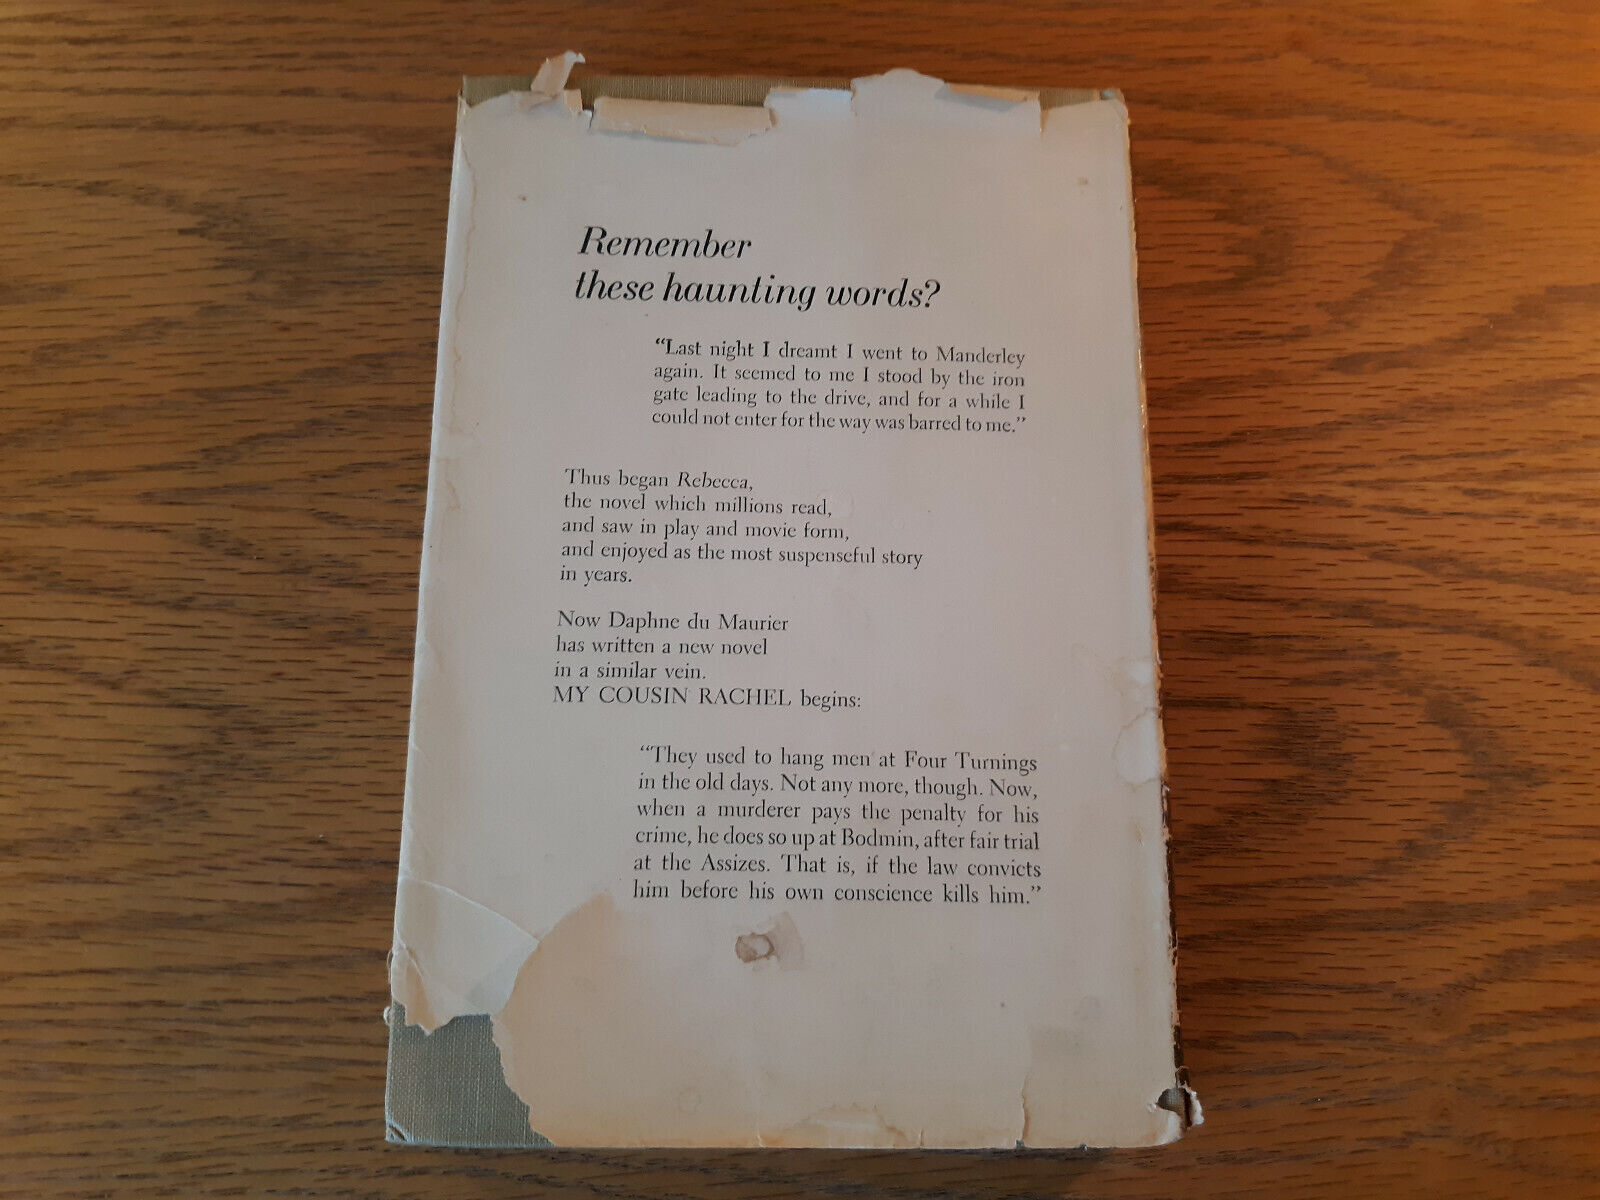 Remember
these haunting words?
“Last night I dreamt I went to Manderley
again. It seemed to me I stood by the iron
gate leading to the drive, and for a while I
could not enter for the way was barred to me.”
Thus began Rebecca,
the novel which millions read,
and saw in play and movie form,
and enjoyed as the most suspenseful story
in years.
Now Daphne du Maurier
has written a new novel
in a similar vein.
MY COUSIN RACHEL begins:
“They used to hang men at Four Turnings
in the old days. Not any more, though. Now,
when a murderer pays the penalty for his
crime, he does so up at Bodmin, after fair trial
at the Assizes. That is, if the law convicts
him before his own conscience kills him.”